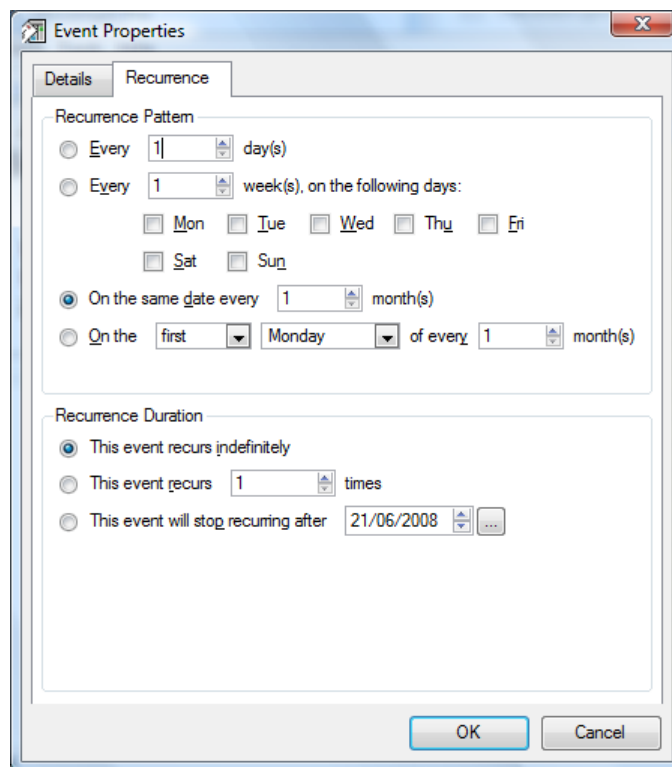 Event Properties
Details Recurrence
Recurrence Pattern
Every 1 day(s)
Every 1 week(s), on the following days:
Mon Tue Wed Thu Fri
Sat Sun
On the same date every 1 month(s)
On the first Monday of every 1 month(s)
Recurrence Duration
This event recurs indefinitely
This event recurs 1 times
This event will stop recurring after 21/06/2008 ...
OK Cancel